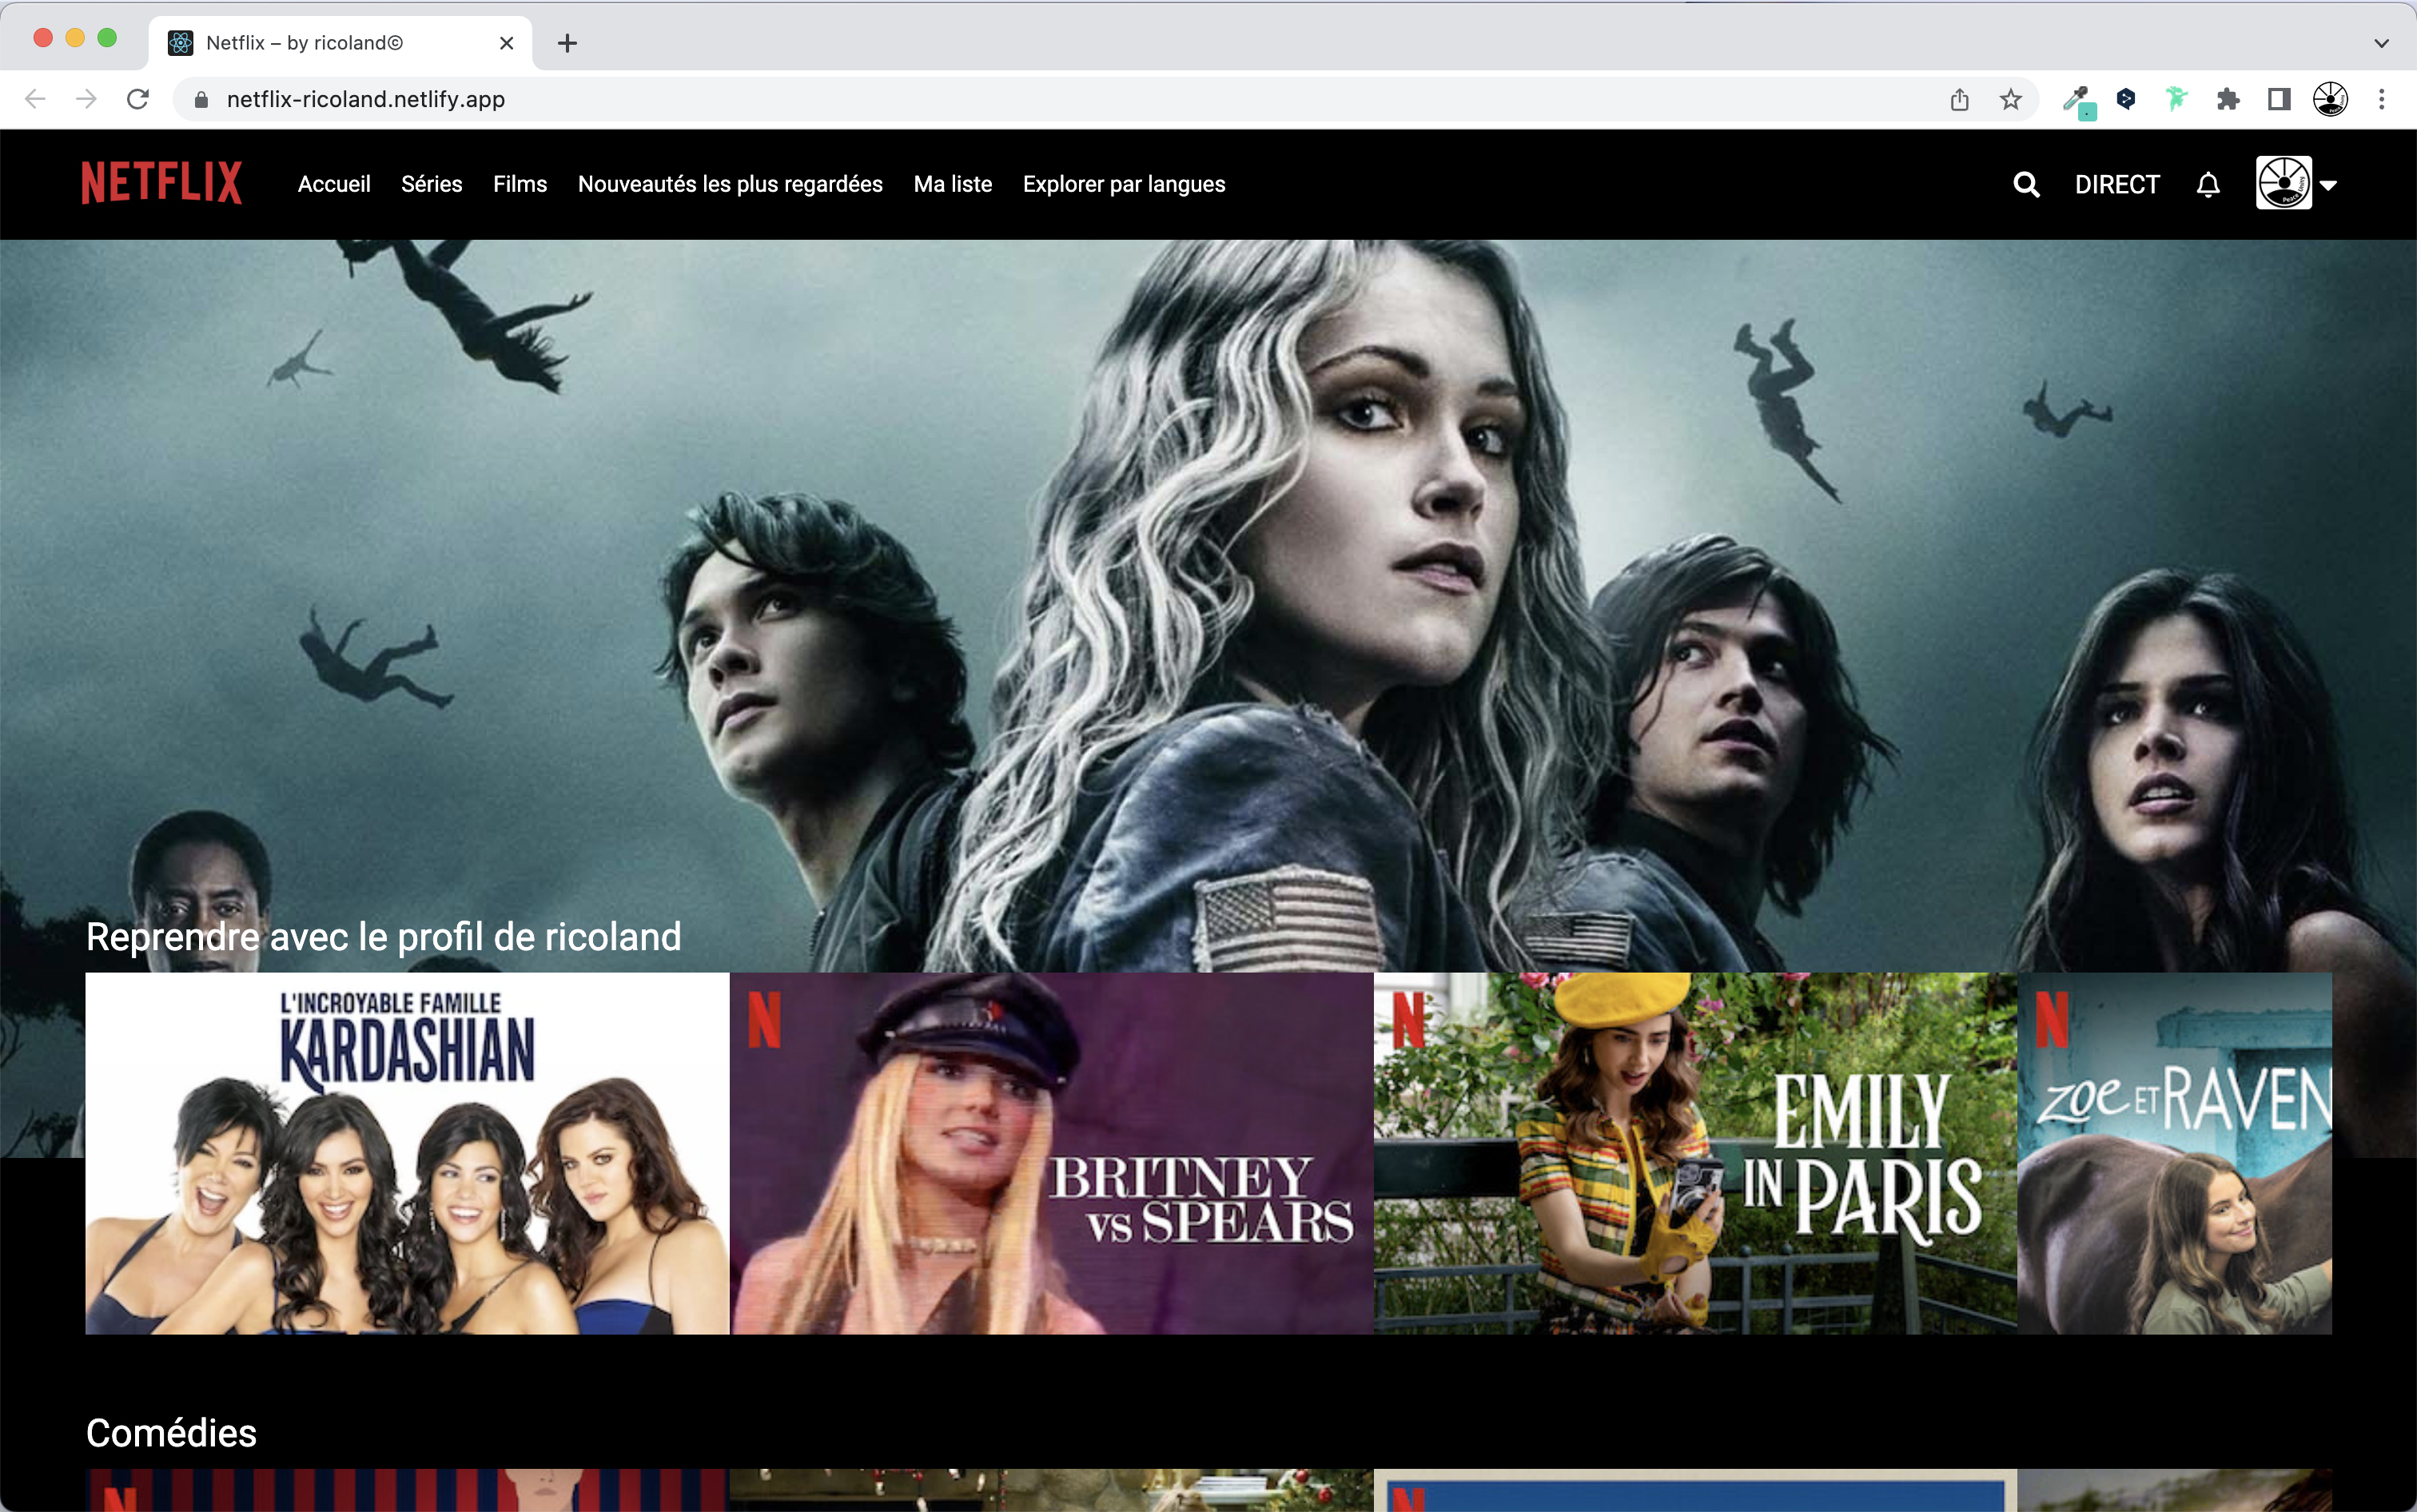 Netflix – by ricoland©
netflix-ricoland.netlify.app
NETFLIX
Accueil
Séries
Films
Nouveautés les plus regardées
Ma liste
Explorer par langues
DIRECT
Reprendre avec le profil de ricoland
L'INCROYABLE FAMILLE
KARDASHIAN
N
BRITNEY
VS SPEARS
N
EMILY
IN PARIS
N
ZOE ET RAVEN
Comédies
N
N